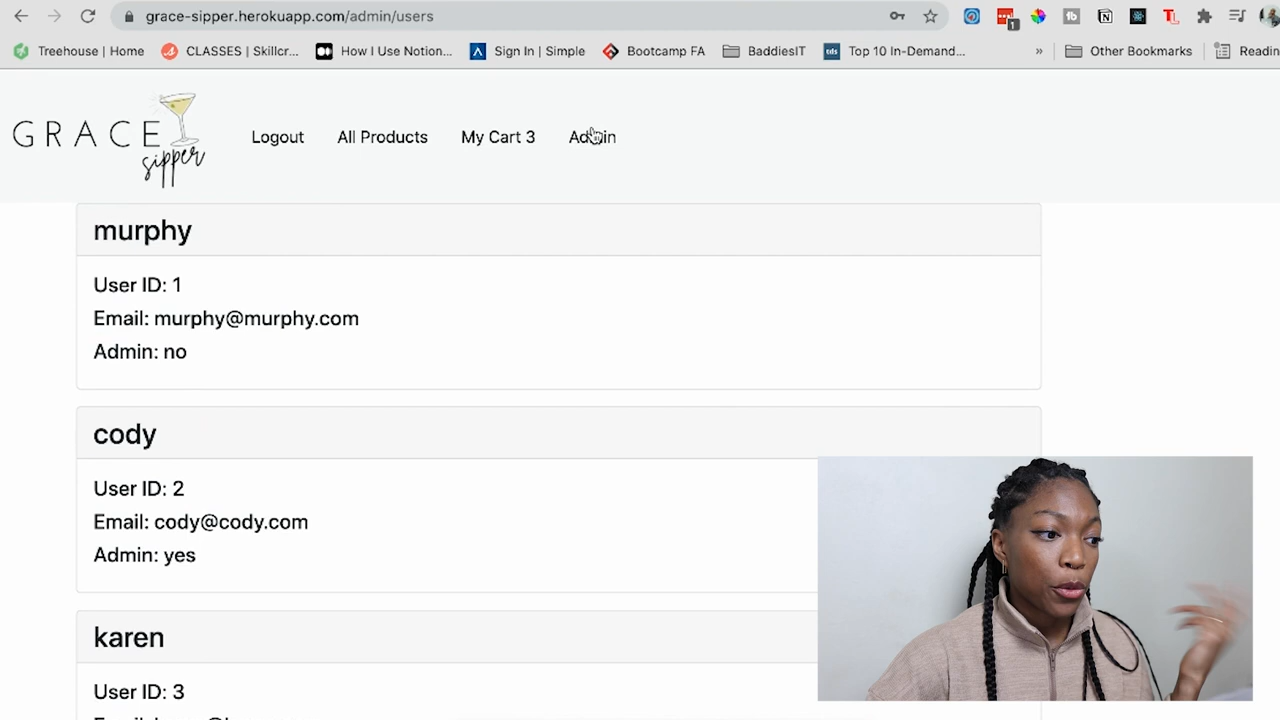 grace-sipper.herokuapp.com/admin/users
1
Treehouse | Home CLASSES | Skillcr... How I Use Notion... Sign In | Simple Bootcamp FA BaddiesIT tds Top 10 In-Demand... » Other Bookmarks Readin
GRACE sipper
Logout All Products My Cart 3 Admin
murphy
User ID: 1
Email: murphy@murphy.com
Admin: no
cody
User ID: 2
Email: cody@cody.com
Admin: yes
karen
User ID: 3